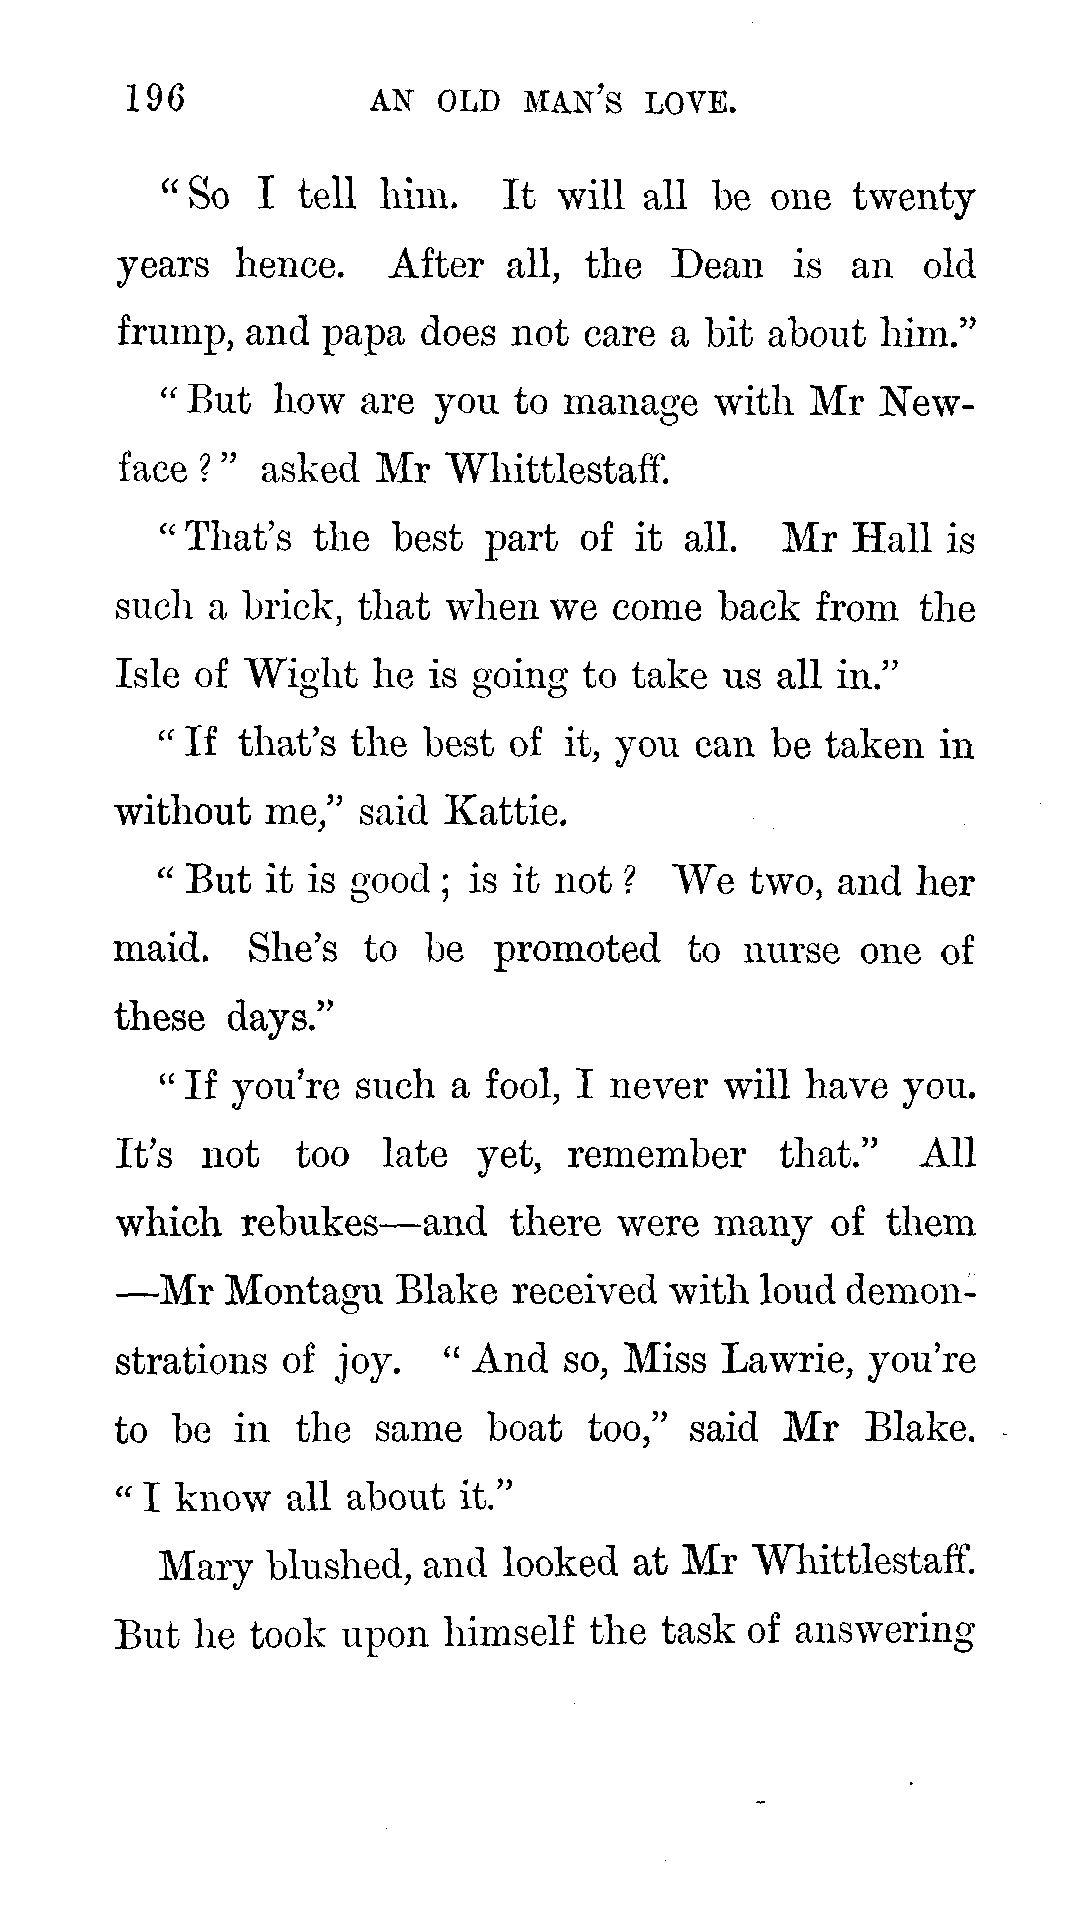 196 AN OLD MAN'S LOVE.
"So I tell him. It will all be one twenty
years hence. After all, the Dean is an old
frump, and papa does not care a bit about him."
"But how are you to manage with Mr New-
face?" asked Mr Whittlestaff.
"That's the best part of it all. Mr Hall is
such a brick, that when we come back from the
Isle of Wight he is going to take us all in."
"If that's the best of it, you can be taken in
without me," said Kattie.
"But it is good; is it not? We two, and her
maid. She's to be promoted to nurse one of
these days."
"If you're such a fool, I never will have you.
It's not too late yet, remember that." All
which rebukes—and there were many of them
—Mr Montagu Blake received with loud demon-
strations of joy. "And so, Miss Lawrie, you're
to be in the same boat too," said Mr Blake.
"I know all about it."
Mary blushed, and looked at Mr Whittlestaff.
But he took upon himself the task of answering